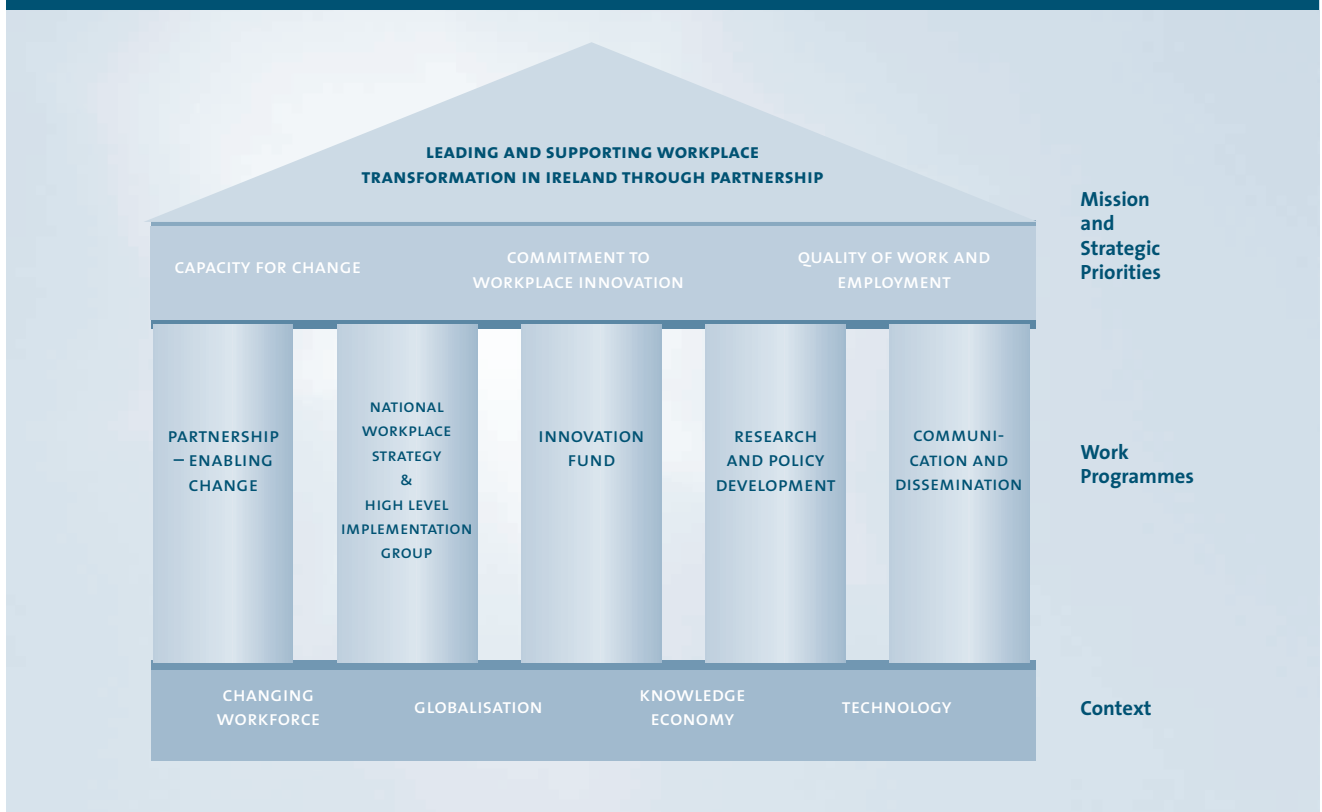 LEADING AND SUPPORTING WORKPLACE
TRANSFORMATION IN IRELAND THROUGH PARTNERSHIP
Mission
and
Strategic
Priorities
CAPACITY FOR CHANGE
COMMITMENT TO
WORKPLACE INNOVATION
QUALITY OF WORK AND
EMPLOYMENT
PARTNERSHIP
– ENABLING
CHANGE
NATIONAL
WORKPLACE
STRATEGY
&
HIGH LEVEL
IMPLEMENTATION
GROUP
INNOVATION
FUND
RESEARCH
AND POLICY
DEVELOPMENT
COMMUNI-
CATION AND
DISSEMINATION
Work
Programmes
CHANGING
WORKFORCE
GLOBALISATION
KNOWLEDGE
ECONOMY
TECHNOLOGY
Context